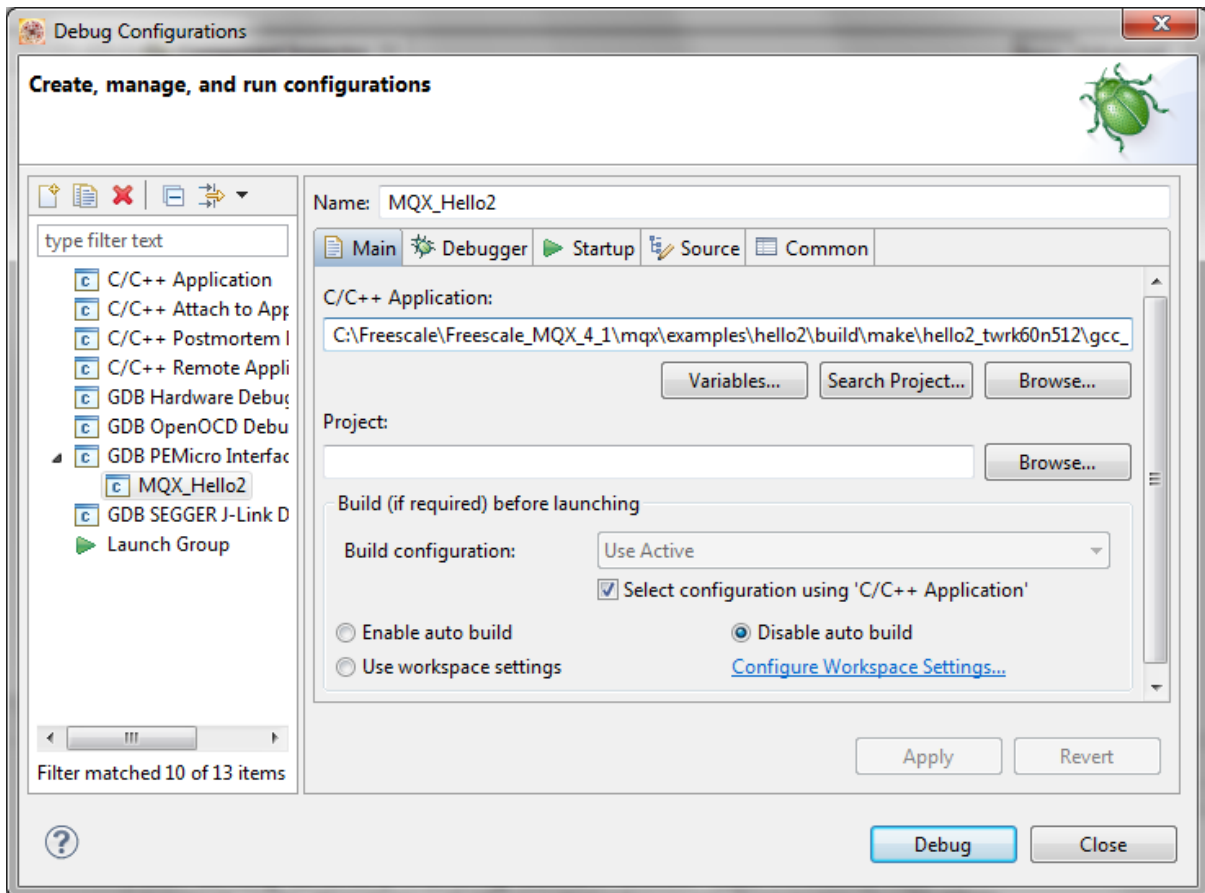 Debug Configurations
Create, manage, and run configurations
type filter text
C/C++ Application
C/C++ Attach to App
C/C++ Postmortem
C/C++ Remote Appli
GDB Hardware Debug
GDB OpenOCD Debu
GDB PEMicro Interfac
MQX_Hello2
GDB SEGGER J-Link D
Launch Group
Filter matched 10 of 13 items
Name: MQX_Hello2
Main Debugger Startup Source Common
C/C++ Application:
C:\Freescale\Freescale_MQX_4_1\mqx\examples\hello2\build\make\hello2_twrk60n512\gcc_
Variables... Search Project... Browse...
Project:
Browse...
Build (if required) before launching
Build configuration: Use Active
Select configuration using 'C/C++ Application'
Enable auto build Disable auto build
Use workspace settings Configure Workspace Settings...
Apply Revert
Debug Close